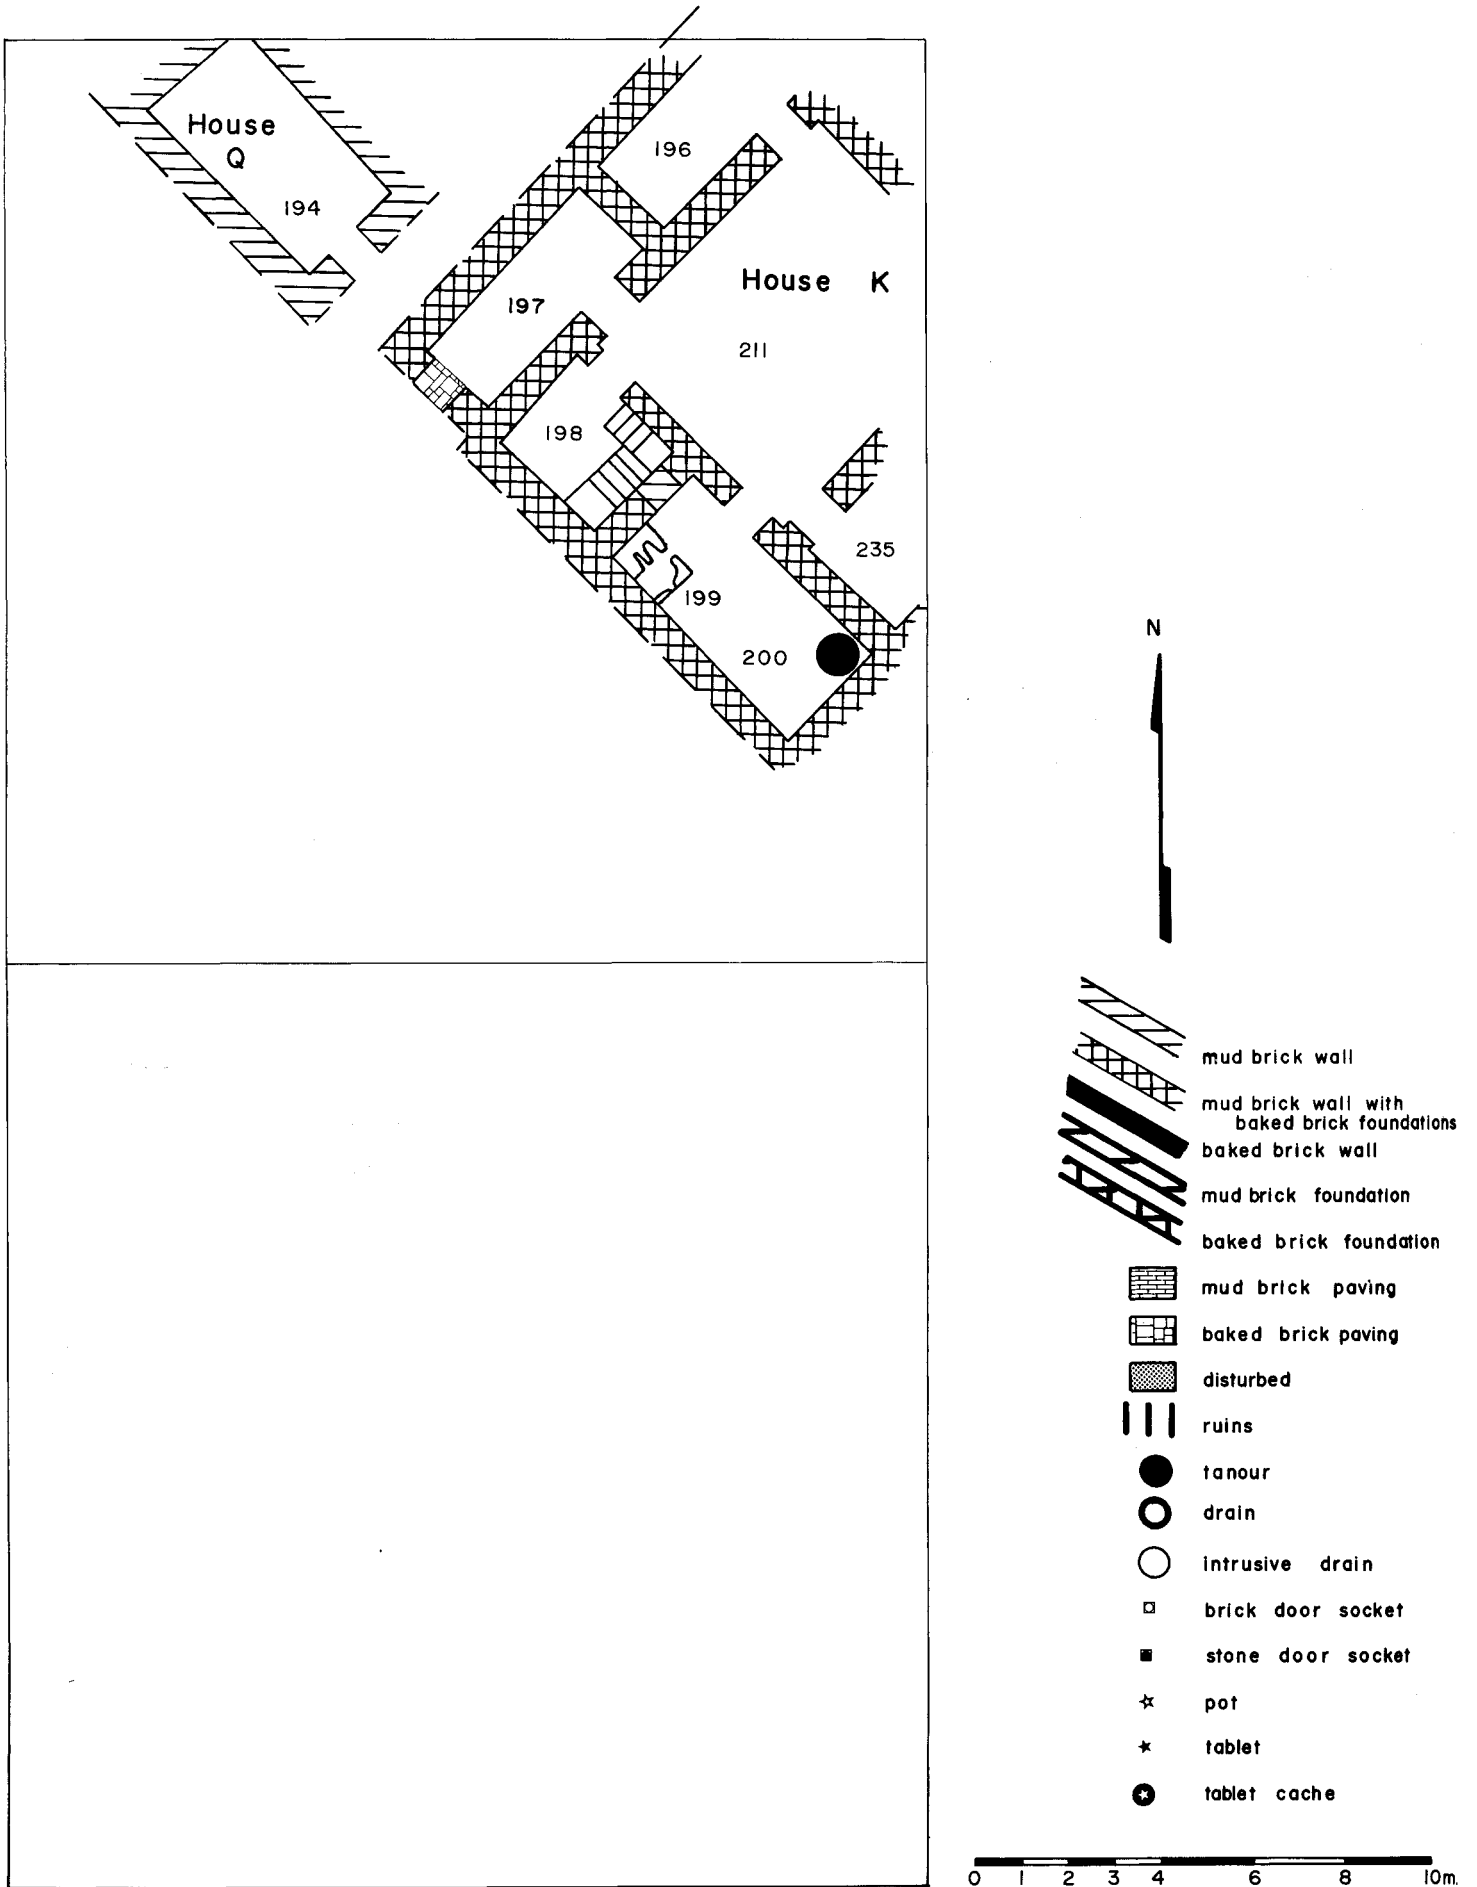 House
Q
194
196
House K
197
211
198
235
199
200
N
mud brick wall
mud brick wall with
baked brick foundations
baked brick wall
mud brick foundation
baked brick foundation
mud brick paving
baked brick paving
disturbed
ruins
tanour
drain
intrusive drain
brick door socket
stone door socket
pot
tablet
tablet cache
0 1 2 3 4 6 8 10m.